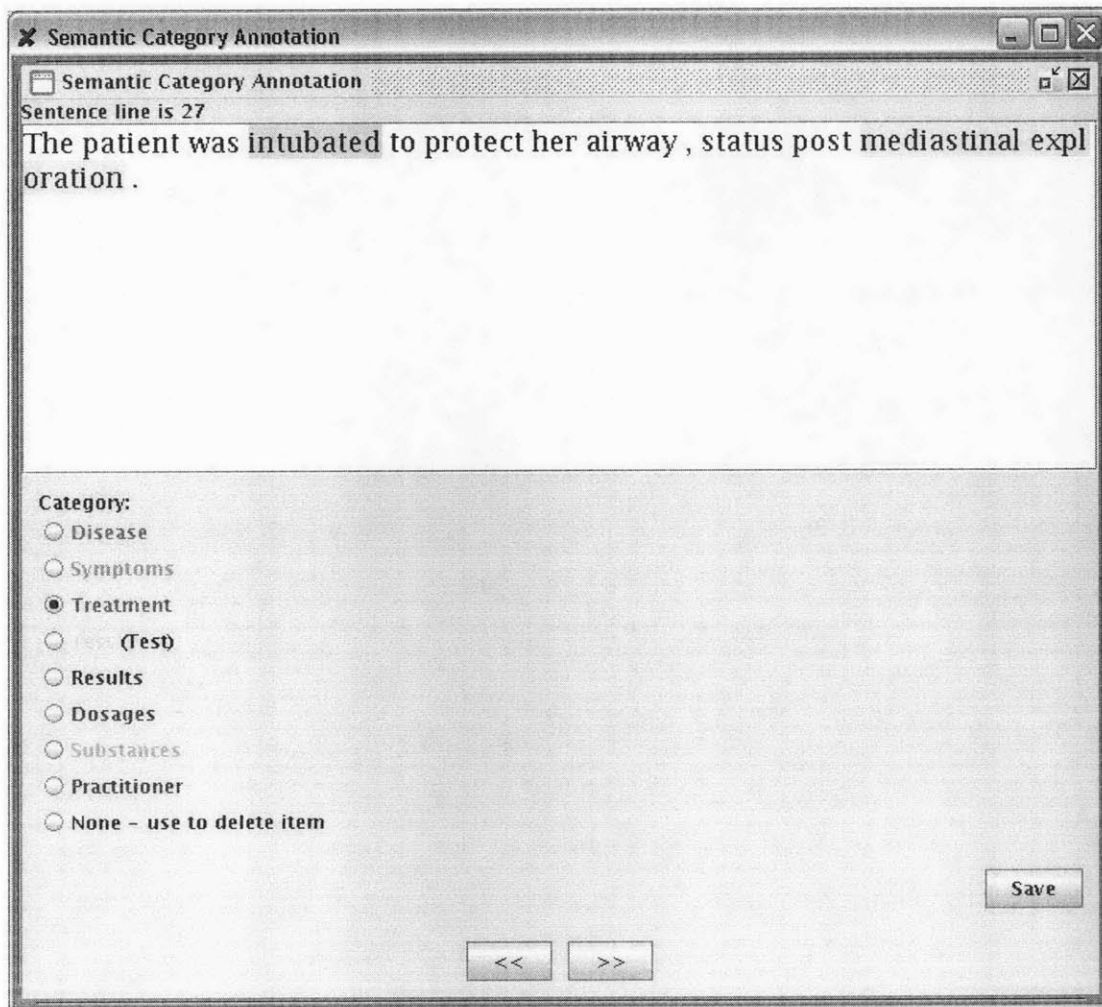 Semantic Category Annotation
Semantic Category Annotation
Sentence line is 27
The patient was intubated to protect her airway , status post mediastinal expl
oration .
Category:
Disease
Symptoms
Treatment
(Test)
Results
Dosages
Substances
Practitioner
None - use to delete item
Save
<< >>